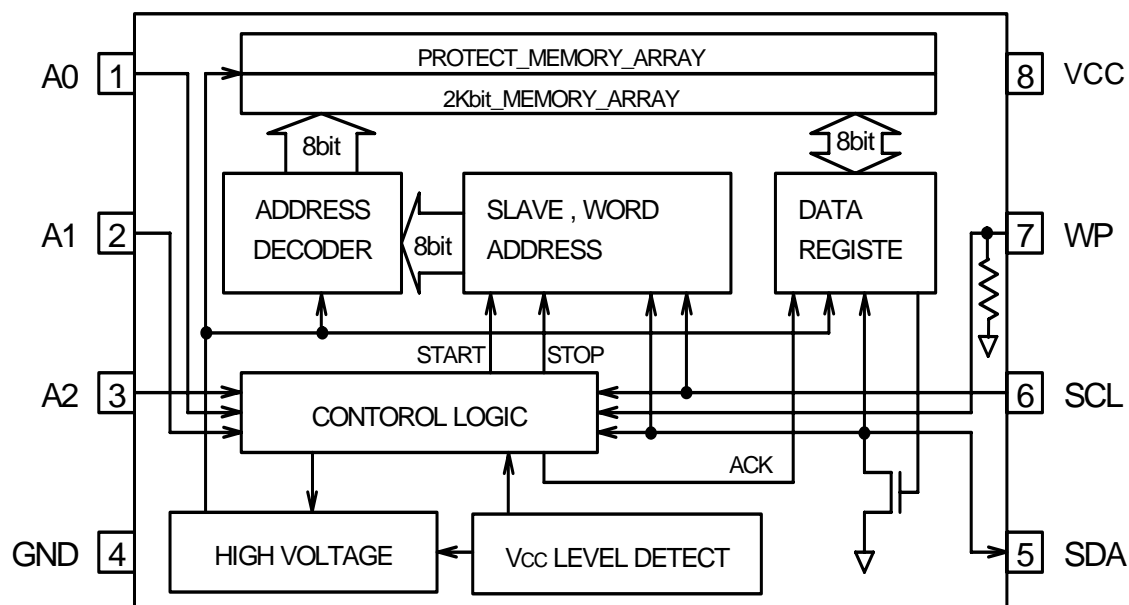 PROTECT_MEMORY_ARRAY
A0 1
8 VCC
2Kbit_MEMORY_ARRAY
8bit
8bit
ADDRESS
DECODER
SLAVE , WORD
ADDRESS
DATA
REGISTE
A1 2
8bit
7 WP
START
STOP
A2 3
CONTOROL LOGIC
6 SCL
ACK
GND 4
HIGH VOLTAGE
VCC LEVEL DETECT
5 SDA